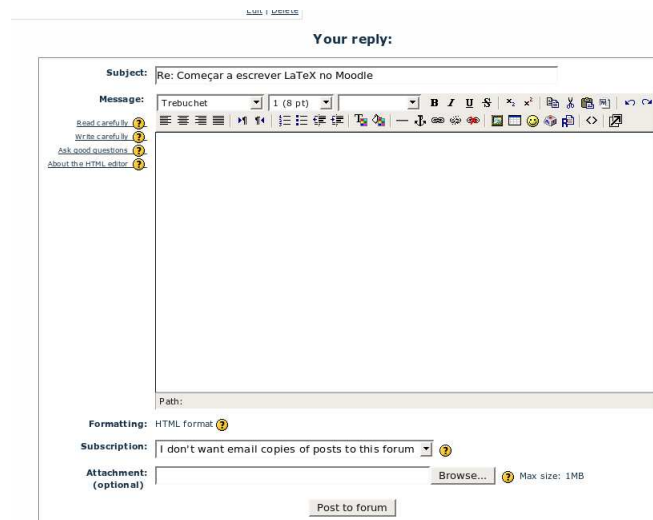 Edit | Delete
Your reply:
Subject: Re: Começar a escrever LaTeX no Moodle
Message: Trebuchet 1 (8 pt) B I U S x₂ x²
Read carefully ?
Write carefully ?
Ask good questions ?
About the HTML editor ?
Path:
Formatting: HTML format ?
Subscription: I don't want email copies of posts to this forum ?
Attachment: Browse... ? Max size: 1MB
(optional)
Post to forum